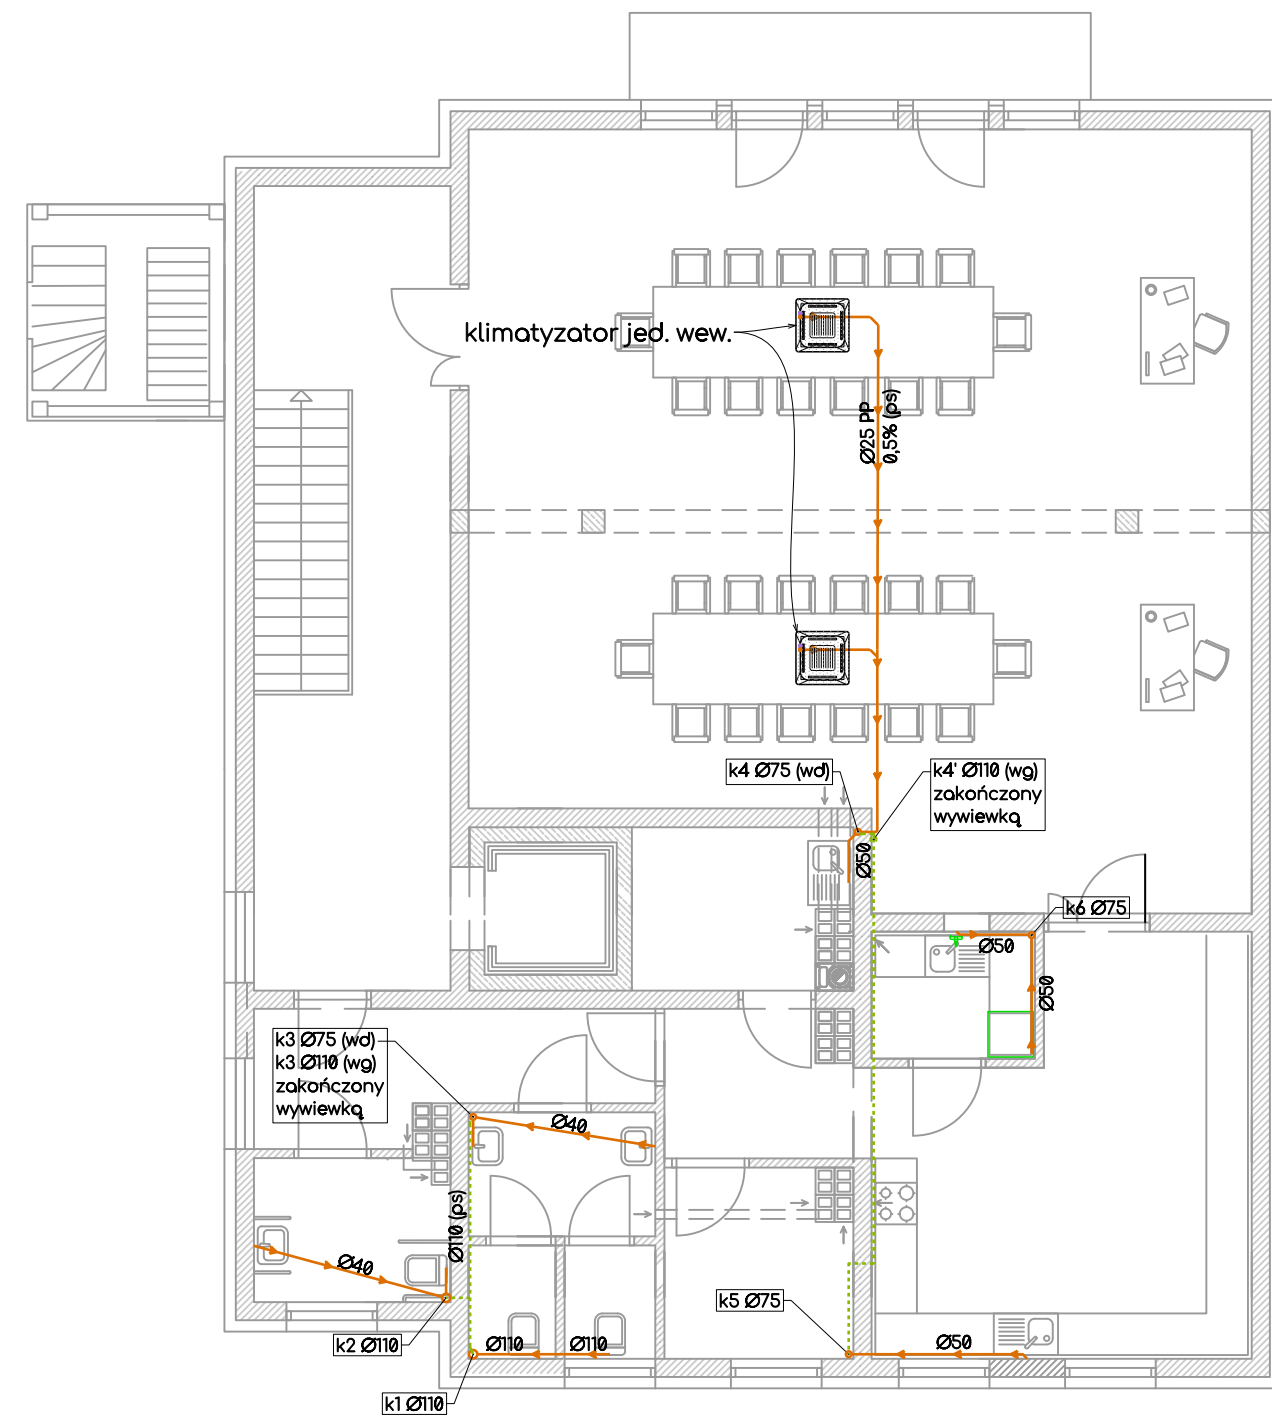 klimatyzator jed. wew.
Ø25 PP
0,5% (ps)
k4 Ø75 (wd)
k4' Ø110 (wg)
zakończony
wywiewką
Ø50
k6 Ø75
Ø50
Ø50
k3 Ø75 (wd)
k3 Ø110 (wg)
zakończony
wywiewką
Ø40
Ø110 (ps)
Ø40
k5 Ø75
k2 Ø110
Ø110
Ø110
Ø50
k1 Ø110